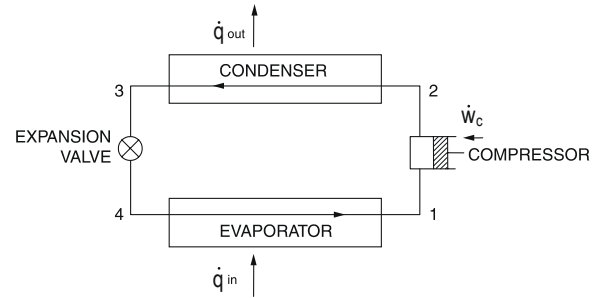 q̇ out
CONDENSER
3
2
ẇc
EXPANSION
VALVE
COMPRESSOR
4
1
EVAPORATOR
q̇ in